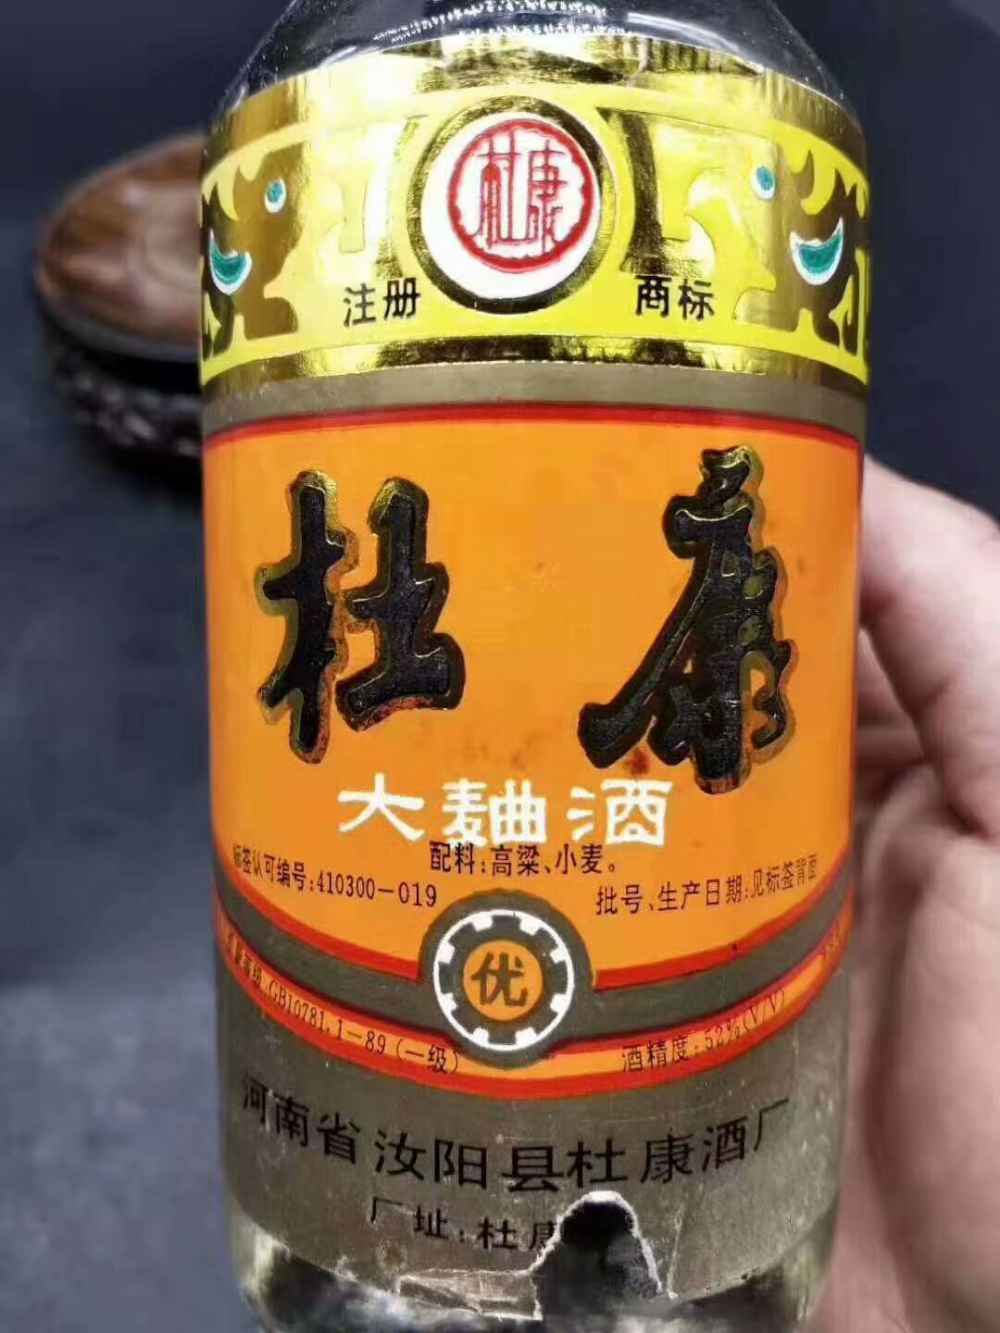 杜康
注册 商标
杜康
大麯酒
配料:高粱、小麦。
标签认可编号:410300—019
批号、生产日期:见标签背面
优
GB10781.1—89(一级)
酒精度:52%(V/V)
河南省汝阳县杜康酒厂
厂址:杜康